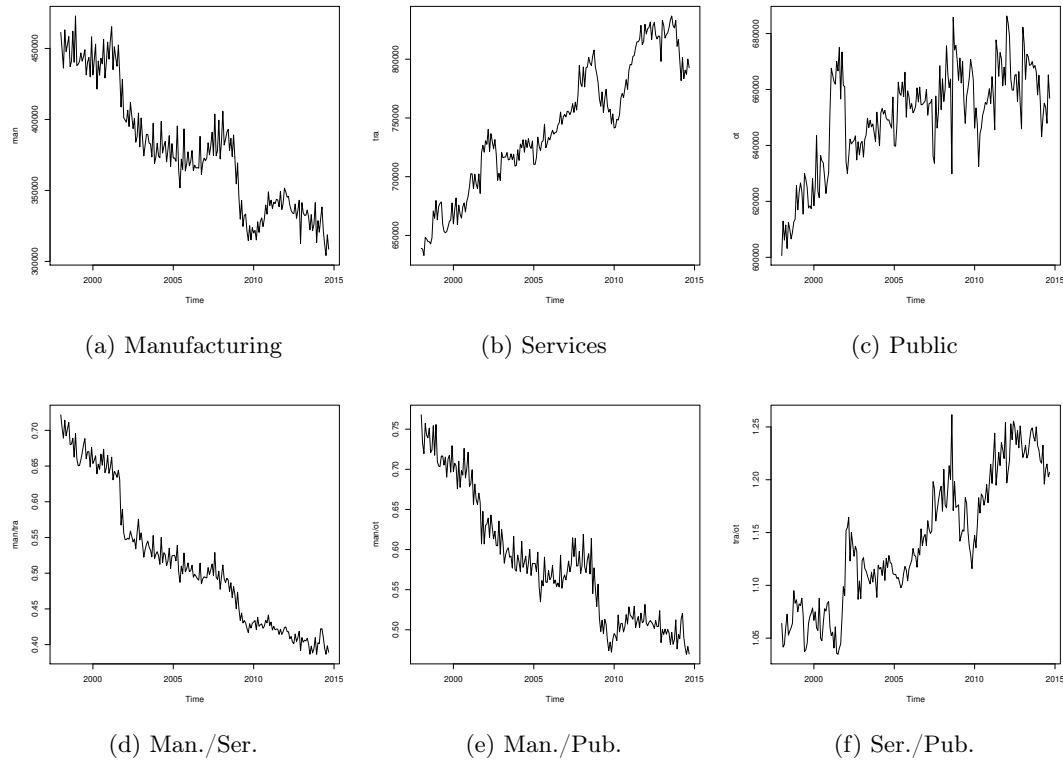 man
300000 350000 400000 450000
2000 2005 2010 2015
Time
(a) Manufacturing
tra
650000 700000 750000 800000
2000 2005 2010 2015
Time
(b) Services
ot
600000 620000 640000 660000 680000
2000 2005 2010 2015
Time
(c) Public
man/tra
0.40 0.45 0.50 0.55 0.60 0.65 0.70
2000 2005 2010 2015
Time
(d) Man./Ser.
man/ot
0.50 0.55 0.60 0.65 0.70 0.75
2000 2005 2010 2015
Time
(e) Man./Pub.
tra/ot
1.05 1.10 1.15 1.20 1.25
2000 2005 2010 2015
Time
(f) Ser./Pub.